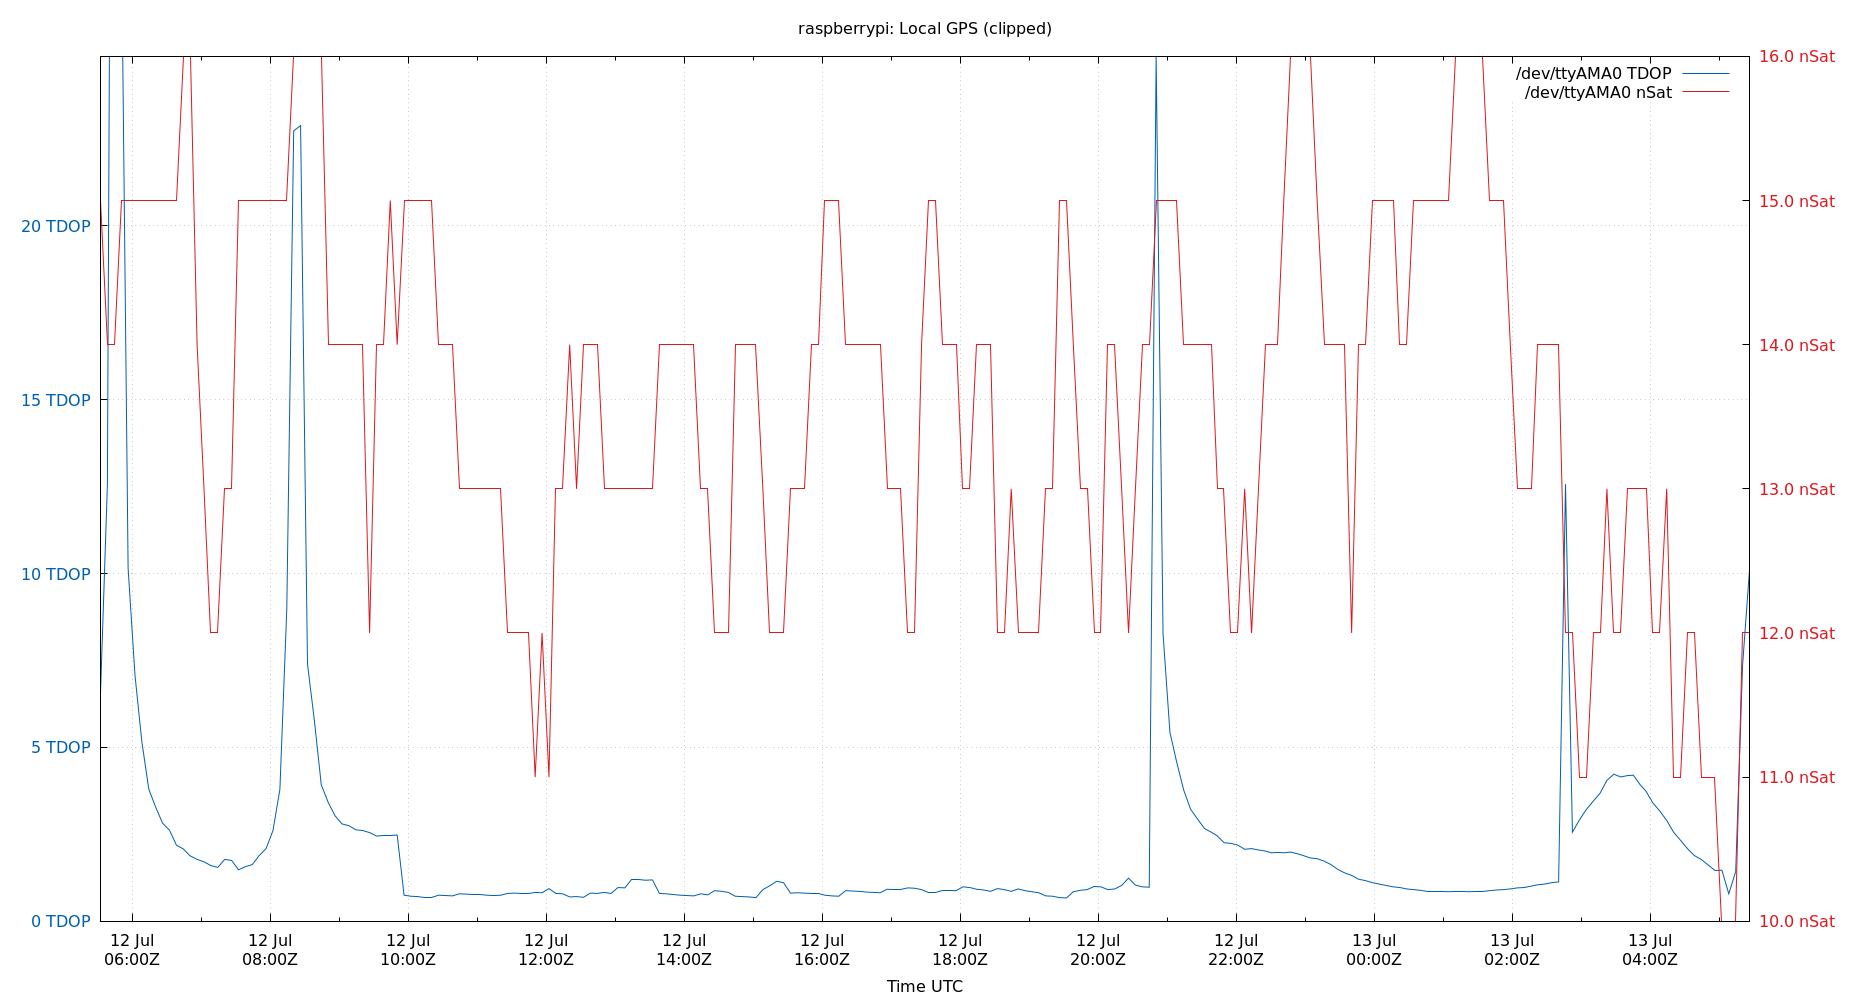 raspberrypi: Local GPS (clipped)
/dev/ttyAMA0 TDOP
/dev/ttyAMA0 nSat
20 TDOP
15 TDOP
10 TDOP
5 TDOP
0 TDOP
16.0 nSat
15.0 nSat
14.0 nSat
13.0 nSat
12.0 nSat
11.0 nSat
10.0 nSat
12 Jul 12 Jul 12 Jul 12 Jul 12 Jul 12 Jul 12 Jul 12 Jul 12 Jul 13 Jul 13 Jul 13 Jul
06:00Z 08:00Z 10:00Z 12:00Z 14:00Z 16:00Z 18:00Z 20:00Z 22:00Z 00:00Z 02:00Z 04:00Z
Time UTC